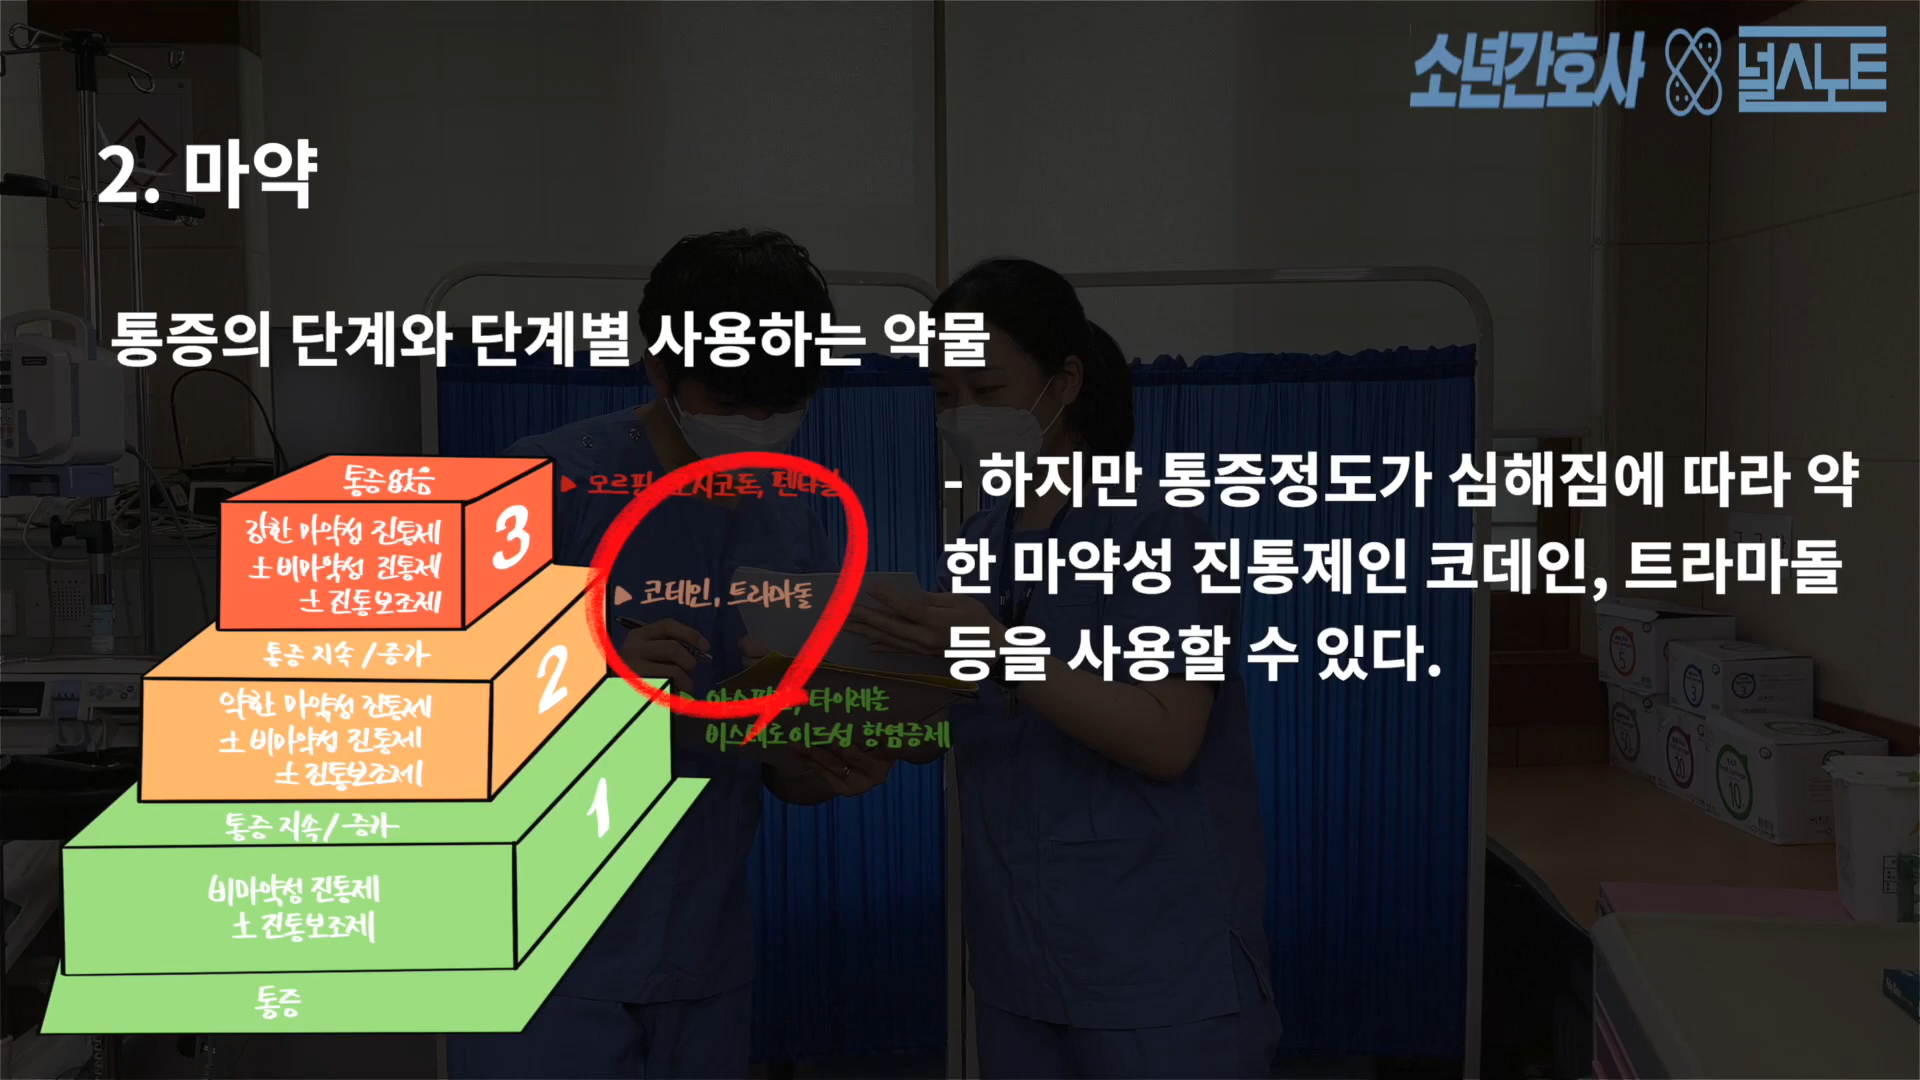 소년간호사 널스노트
2. 마약
통증의 단계와 단계별 사용하는 약물
통증없음
강한 마약성 진통제
± 비마약성 진통제
± 진통보조제
3
▶ 오르핀, 옥시코돈, 펜타닐
통증 지속 / 증가
약한 마약성 진통제
± 비마약성 진통제
± 진통보조제
2
▶ 코데인, 트라마돌
통증 지속 / 증가
비마약성 진통제
± 진통보조제
1
▶ 아스피린, 타이레놀
비스테로이드성 항염증제
통증
- 하지만 통증정도가 심해짐에 따라 약
한 마약성 진통제인 코데인, 트라마돌
등을 사용할 수 있다.